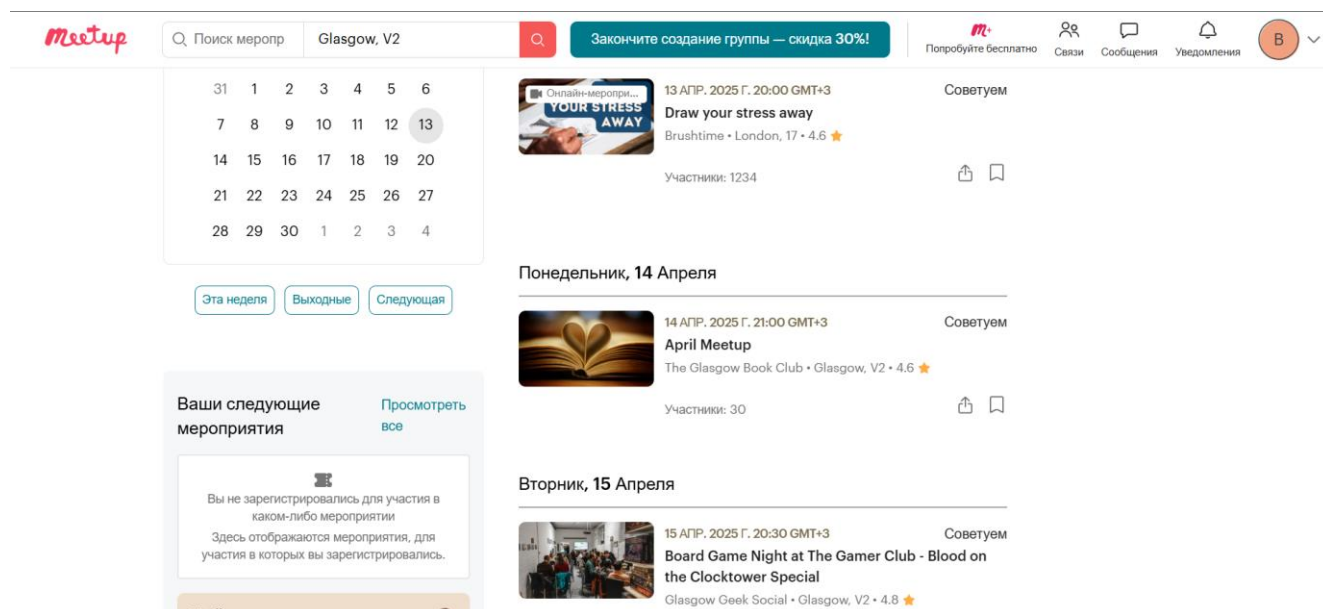 meetup
Поиск меропр
Glasgow, V2
Закончите создание группы — скидка 30%!
m+
Попробуйте бесплатно
Связи
Сообщения
Уведомления
B
31 1 2 3 4 5 6
7 8 9 10 11 12 13
14 15 16 17 18 19 20
21 22 23 24 25 26 27
28 29 30 1 2 3 4
Эта неделя
Выходные
Следующая
Ваши следующие
мероприятия
Просмотреть
все
Вы не зарегистрировались для участия в
каком-либо мероприятии
Здесь отображаются мероприятия, для
участия в которых вы зарегистрировались.
Онлайн-меропри...
YOUR STRESS
AWAY
13 АПР. 2025 Г. 20:00 GMT+3
Советуем
Draw your stress away
Brushtime • London, 17 • 4.6
Участники: 1234
Понедельник, 14 Апреля
14 АПР. 2025 Г. 21:00 GMT+3
Советуем
April Meetup
The Glasgow Book Club • Glasgow, V2 • 4.6
Участники: 30
Вторник, 15 Апреля
15 АПР. 2025 Г. 20:30 GMT+3
Советуем
Board Game Night at The Gamer Club - Blood on
the Clocktower Special
Glasgow Geek Social • Glasgow, V2 • 4.8